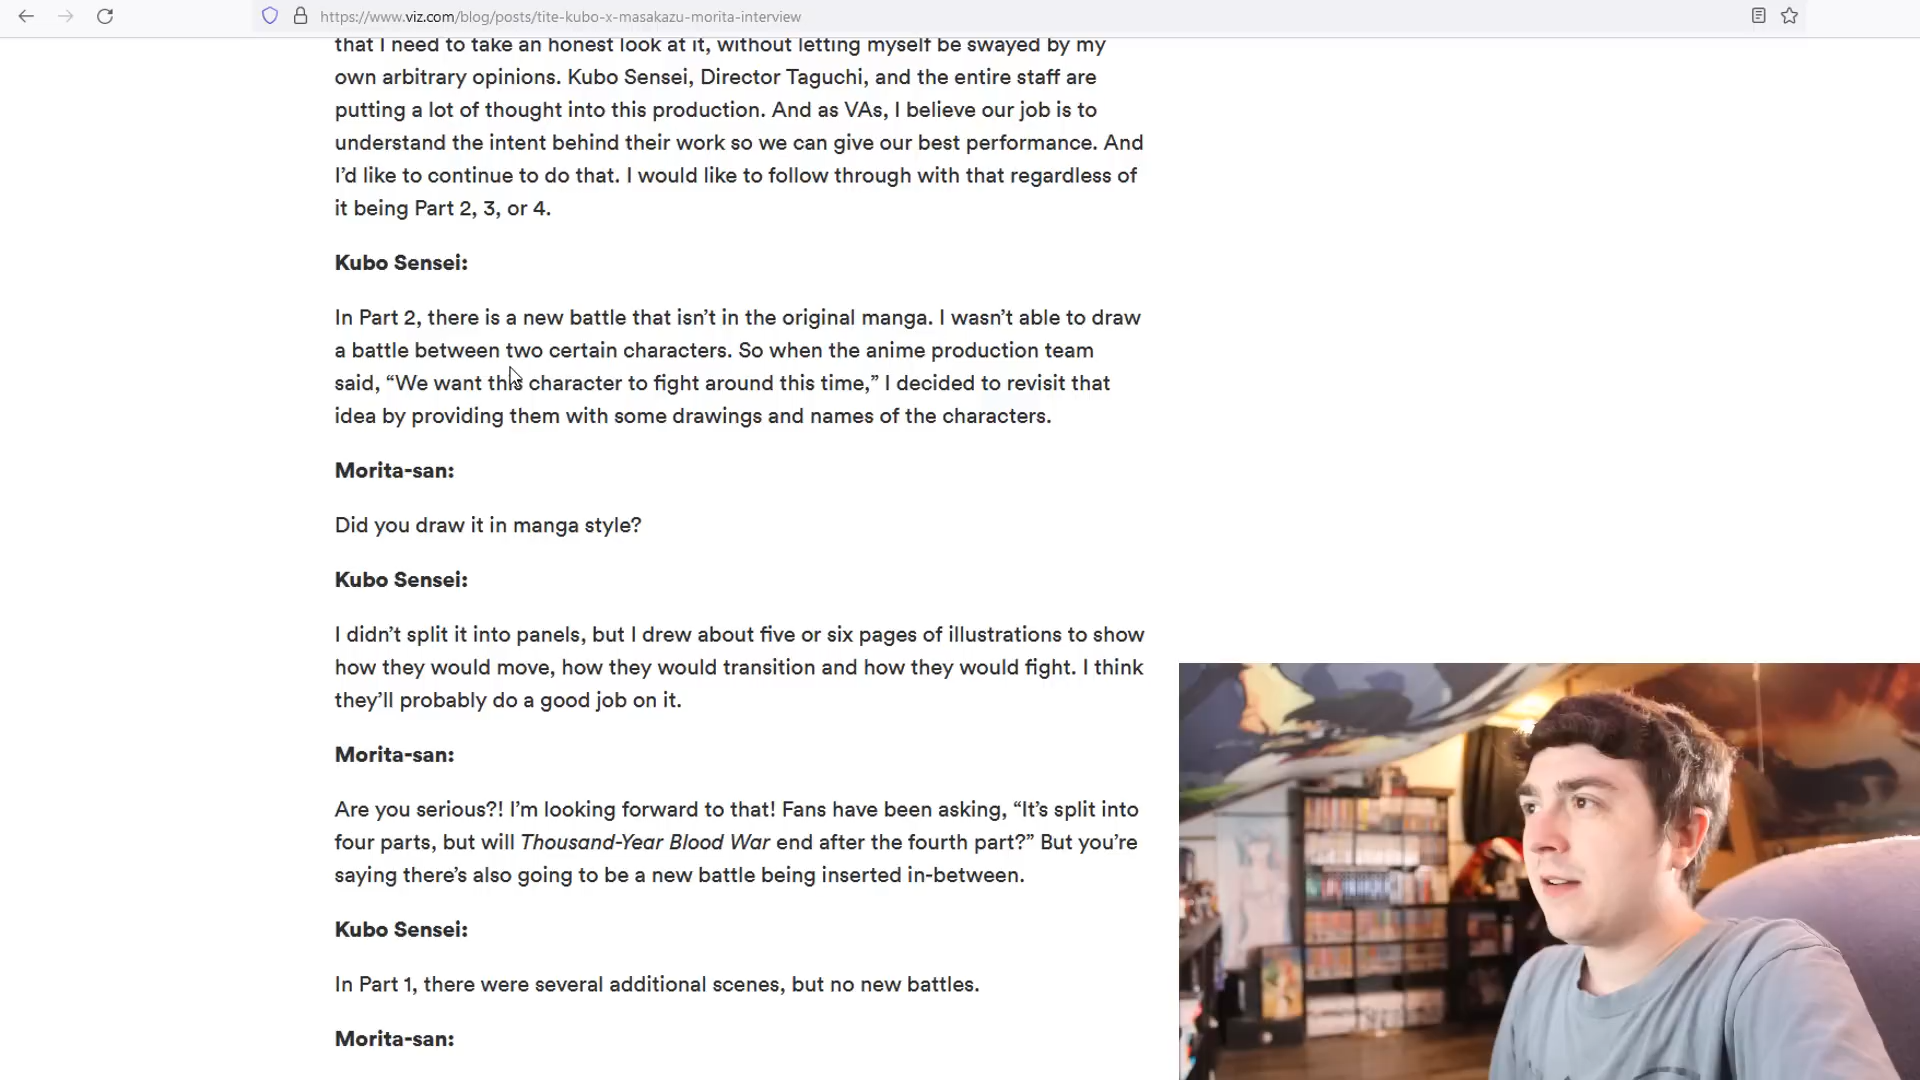 https://www.viz.com/blog/posts/tite-kubo-x-masakazu-morita-interview
that I need to take an honest look at it, without letting myself be swayed by my
own arbitrary opinions. Kubo Sensei, Director Taguchi, and the entire staff are
putting a lot of thought into this production. And as VAs, I believe our job is to
understand the intent behind their work so we can give our best performance. And
I’d like to continue to do that. I would like to follow through with that regardless of
it being Part 2, 3, or 4.
Kubo Sensei:
In Part 2, there is a new battle that isn’t in the original manga. I wasn’t able to draw
a battle between two certain characters. So when the anime production team
said, “We want this character to fight around this time,” I decided to revisit that
idea by providing them with some drawings and names of the characters.
Morita-san:
Did you draw it in manga style?
Kubo Sensei:
I didn’t split it into panels, but I drew about five or six pages of illustrations to show
how they would move, how they would transition and how they would fight. I think
they’ll probably do a good job on it.
Morita-san:
Are you serious?! I’m looking forward to that! Fans have been asking, “It’s split into
four parts, but will Thousand-Year Blood War end after the fourth part?” But you’re
saying there’s also going to be a new battle being inserted in-between.
Kubo Sensei:
In Part 1, there were several additional scenes, but no new battles.
Morita-san: